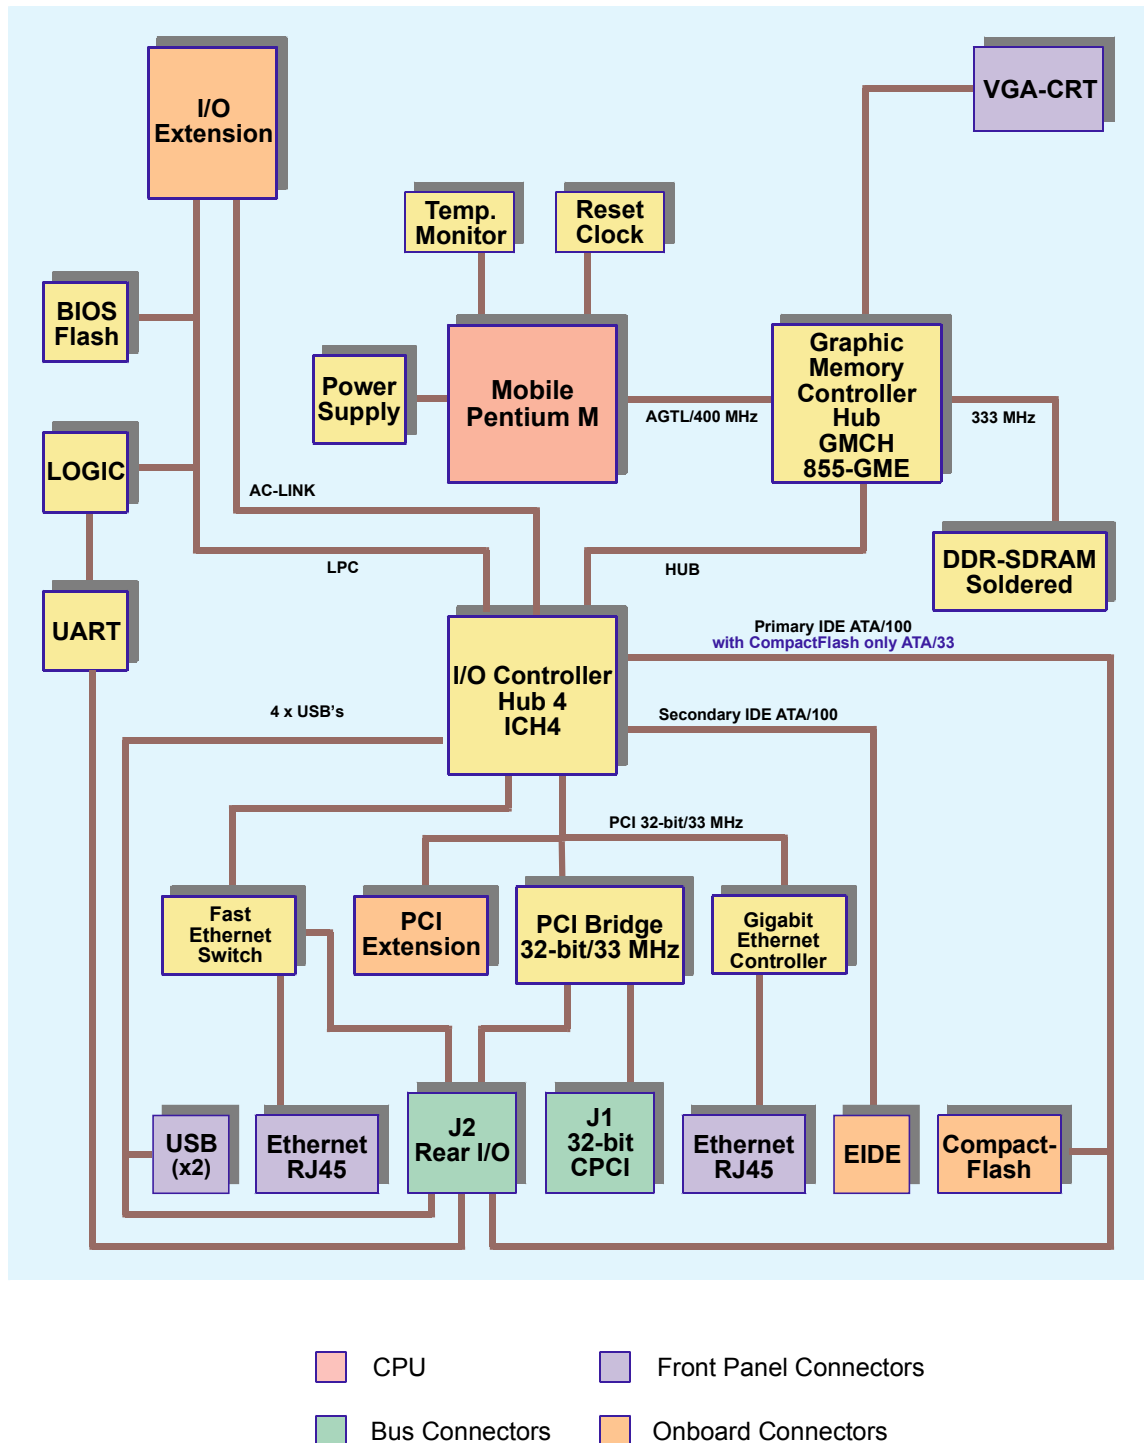 I/O
Extension
VGA-CRT
Temp.
Monitor
Reset
Clock
BIOS
Flash
Power
Supply
Mobile
Pentium M
AGTL/400 MHz
Graphic
Memory
Controller
Hub
GMCH
855-GME
333 MHz
LOGIC
AC-LINK
LPC
HUB
DDR-SDRAM
Soldered
UART
Primary IDE ATA/100
with CompactFlash only ATA/33
I/O Controller
Hub 4
ICH4
4 x USB's
Secondary IDE ATA/100
PCI 32-bit/33 MHz
Fast
Ethernet
Switch
PCI
Extension
PCI Bridge
32-bit/33 MHz
Gigabit
Ethernet
Controller
USB
(x2)
Ethernet
RJ45
J2
Rear I/O
J1
32-bit
CPCI
Ethernet
RJ45
EIDE
Compact-
Flash
CPU
Front Panel Connectors
Bus Connectors
Onboard Connectors